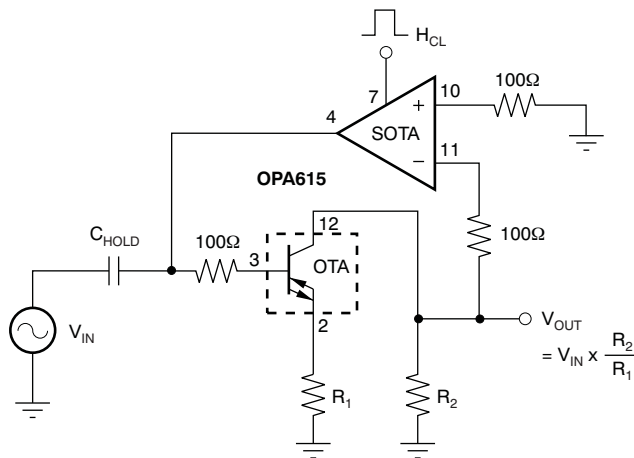 H_CL
7
10
100Ω
4
+
SOTA
−
11
OPA615
100Ω
C_HOLD
12
100Ω
3
OTA
V_IN
2
V_OUT
= V_IN x R_2 / R_1
R_1
R_2